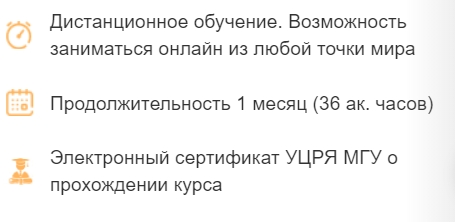 Дистанционное обучение. Возможность
заниматься онлайн из любой точки мира
Продолжительность 1 месяц (36 ак. часов)
Электронный сертификат УЦРЯ МГУ о
прохождении курса